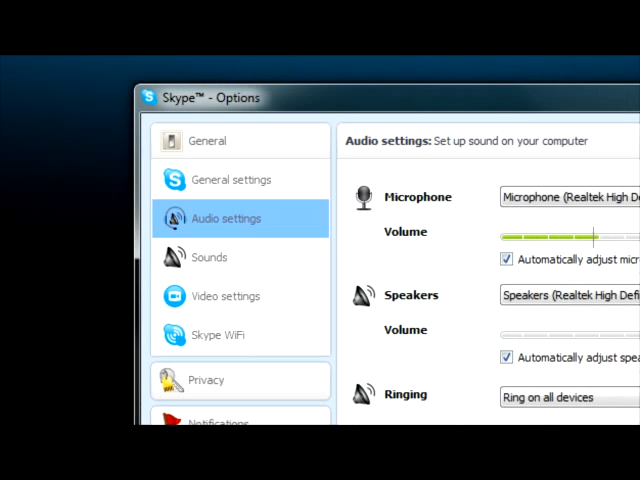 Skype™ - Options
General
General settings
Audio settings
Sounds
Video settings
Skype WiFi
Privacy
Notifications
Audio settings: Set up sound on your computer
Microphone
Microphone (Realtek High De
Volume
Automatically adjust micr
Speakers
Speakers (Realtek High Defi
Volume
Automatically adjust spea
Ringing
Ring on all devices